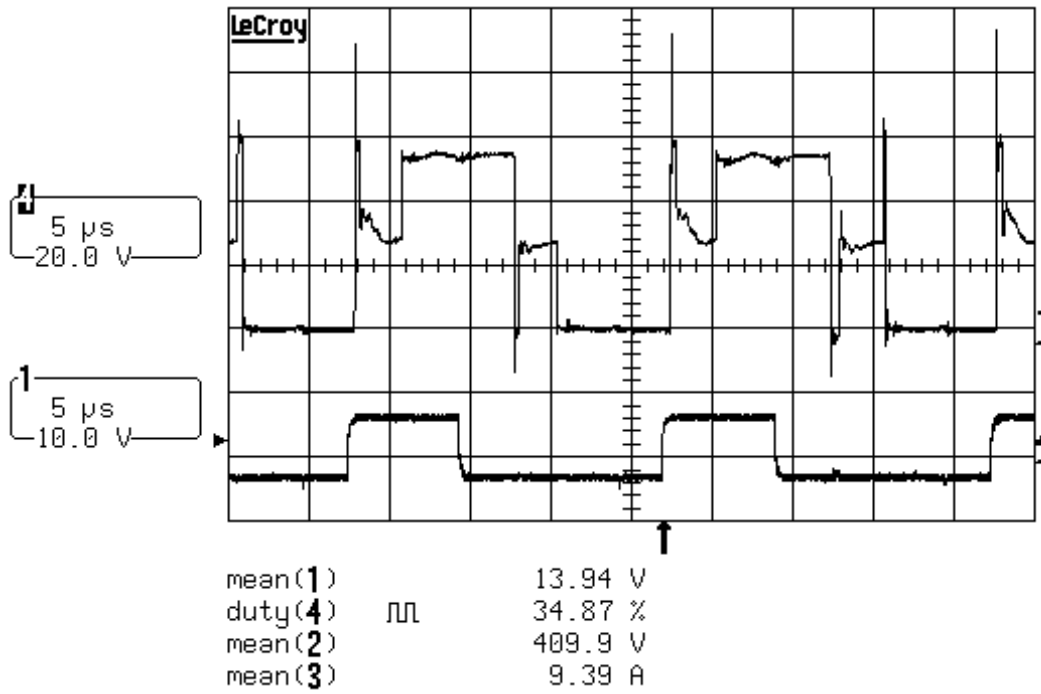 LeCroy
4
5 µs
20.0 V
1
5 µs
10.0 V
mean(1) 13.94 V
duty(4) 34.87 %
mean(2) 409.9 V
mean(3) 9.39 A